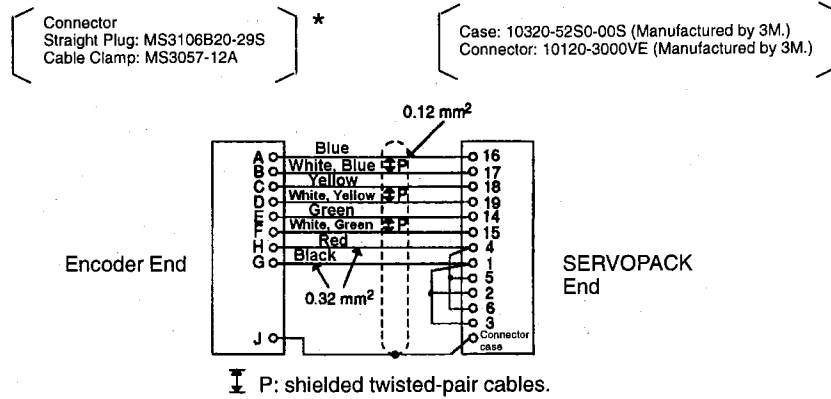 Connector
Straight Plug: MS3106B20-29S
Cable Clamp: MS3057-12A
*
Case: 10320-52S0-00S (Manufactured by 3M.)
Connector: 10120-3000VE (Manufactured by 3M.)
0.12 mm²
A Blue 16
B White, Blue P 17
C Yellow 18
D White, Yellow P 19
E Green 14
F White, Green P 15
H Red 4
G Black 1
5
2
6
3
Encoder End
SERVOPACK
End
0.32 mm²
J Connector
case
P: shielded twisted-pair cables.